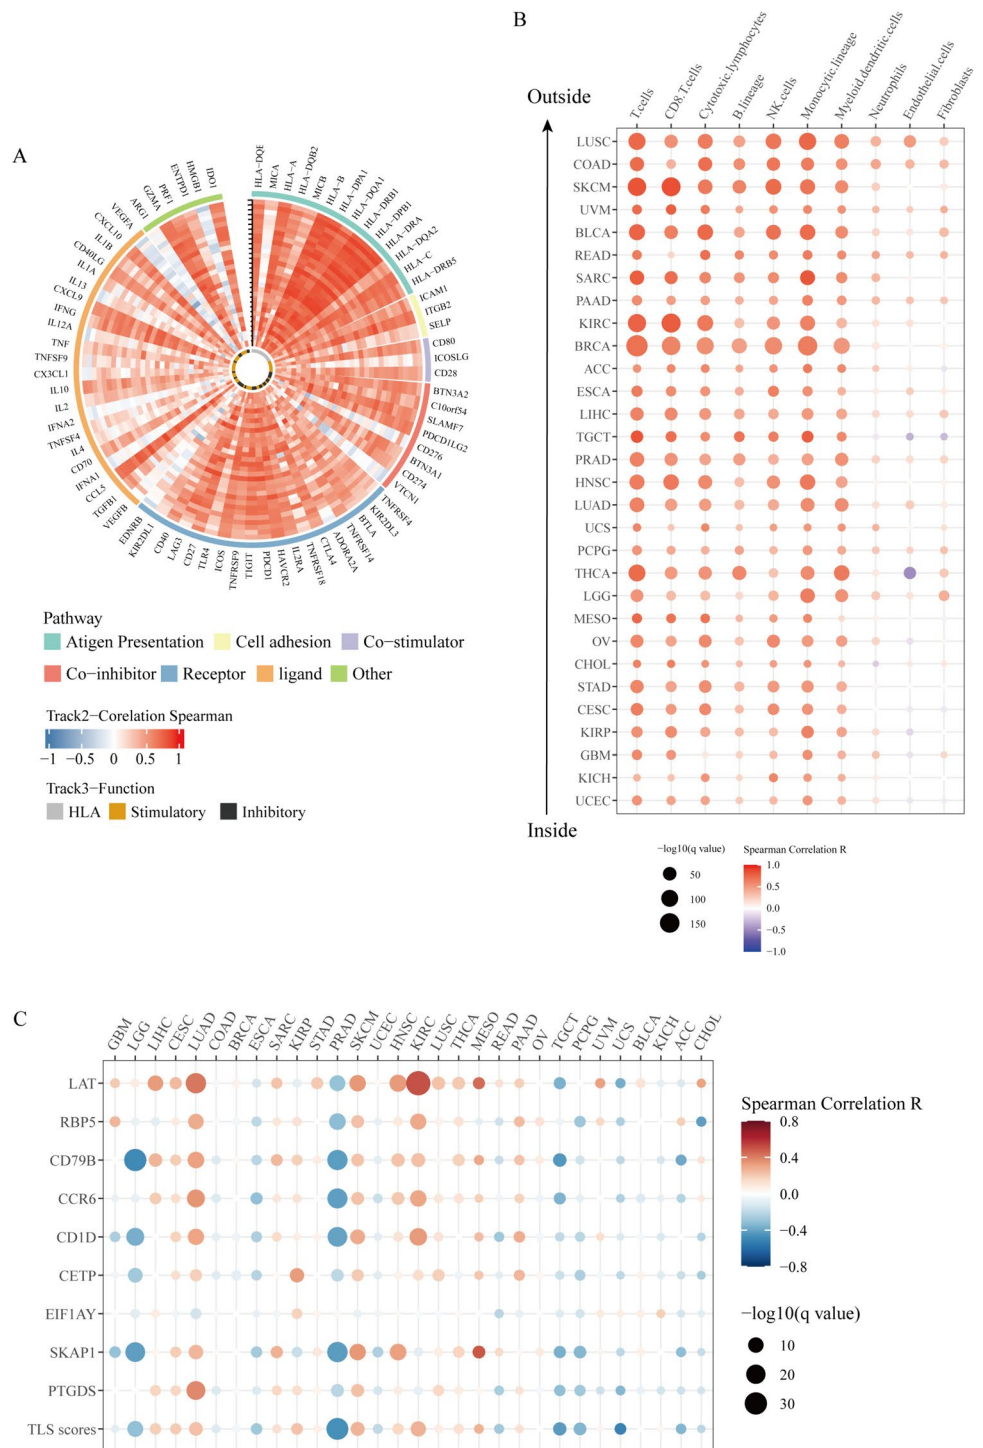 A
HLA−DQE
MICA
HLA−A
HLA−DQB2
MICB
HLA−B
HLA−DPA1
HLA−DQA1
HLA−DRB1
HLA−DPB1
HLA−DRA
HLA−DQA2
HLA−C
HLA−DRB5
ICAM1
ITGB2
SELP
CD80
ICOSLG
CD28
BTN3A2
C10orf54
SLAMF7
PDCD1LG2
CD276
BTN3A1
CD274
VTCN1
TNFRSF4
KIR2DL3
BTLA
TNFRSF14
ADORA2A
CTLA4
TNFRSF18
IL2RA
HAVCR2
PDCD1
TIGIT
TNFRSF9
ICOS
TLR4
CD27
LAG3
CD40
KIR2DL1
EDNRB
VEGFB
TGFB1
CCL5
IFNA1
CD70
IL4
TNFSF4
IFNA2
IL2
IL10
CX3CL1
TNFSF9
TNF
IL12A
IFNG
CXCL9
IL13
IL1A
CD40LG
IL1B
CXCL10
VEGFA
ARG1
GZMA
PRF1
ENTPD1
HMGB1
IDO1
Pathway
Atigen Presentation Cell adhesion Co−stimulator
Co−inhibitor Receptor ligand Other
Track2−Corelation Spearman
−1 −0.5 0 0.5 1
Track3−Function
HLA Stimulatory Inhibitory
B
Outside
Inside
T.cells
CD8.T.cells
Cytotoxic.lymphocytes
B.lineage
NK.cells
Monocytic.lineage
Myeloid.dendritic.cells
Neutrophils
Endothelial.cells
Fibroblasts
LUSC
COAD
SKCM
UVM
BLCA
READ
SARC
PAAD
KIRC
BRCA
ACC
ESCA
LIHC
TGCT
PRAD
HNSC
LUAD
UCS
PCPG
THCA
LGG
MESO
OV
CHOL
STAD
CESC
KIRP
GBM
KICH
UCEC
−log10(q value)
50
100
150
Spearman Correlation R
1.0
0.5
0.0
−0.5
−1.0
C
GBM
LGG
LIHC
CESC
LUAD
COAD
BRCA
ESCA
SARC
KIRP
STAD
PRAD
SKCM
UCEC
HNSC
KIRC
LUSC
THCA
MESO
READ
PAAD
OV
TGCT
PCPG
UVM
UCS
BLCA
KICH
ACC
CHOL
LAT
RBP5
CD79B
CCR6
CD1D
CETP
EIF1AY
SKAP1
PTGDS
TLS scores
Spearman Correlation R
0.8
0.4
0.0
−0.4
−0.8
−log10(q value)
10
20
30